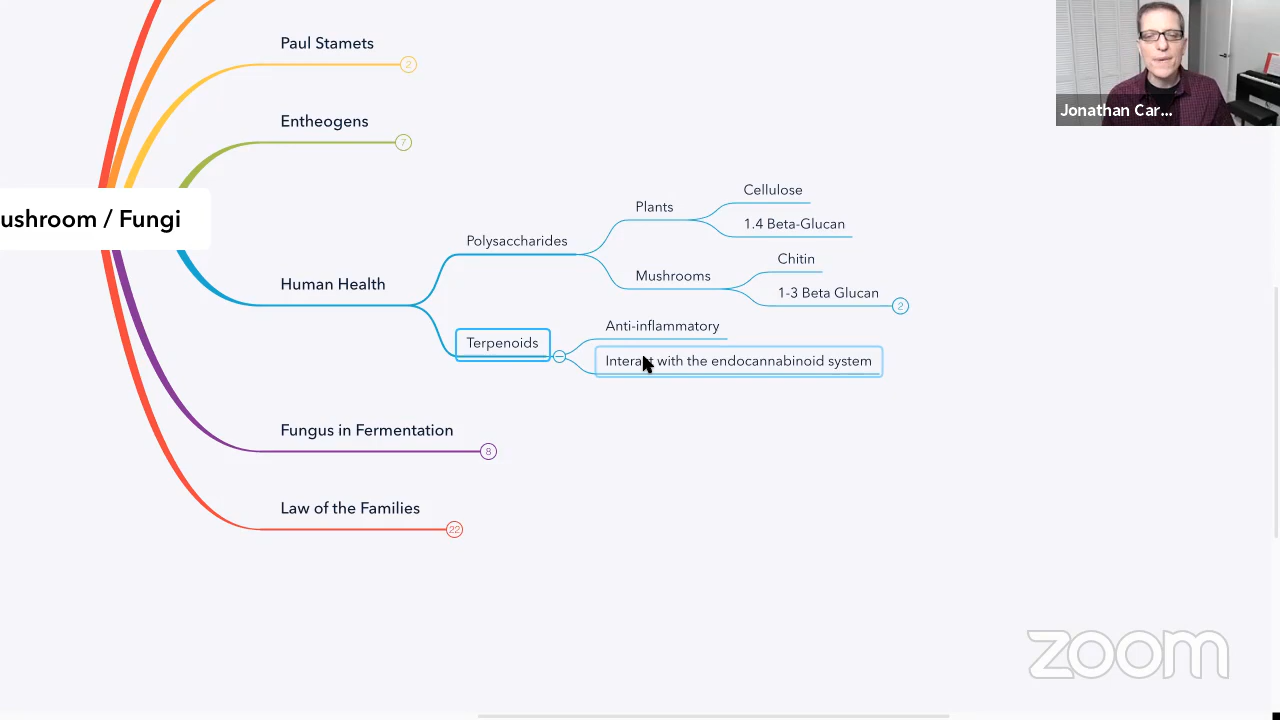 Paul Stamets
2
Jonathan Car...
Entheogens
7
ushroom / Fungi
Human Health
Polysaccharides
Plants
Cellulose
1.4 Beta-Glucan
Mushrooms
Chitin
1-3 Beta Glucan
2
Terpenoids
Anti-inflammatory
Interact with the endocannabinoid system
Fungus in Fermentation
8
Law of the Families
22
zoom